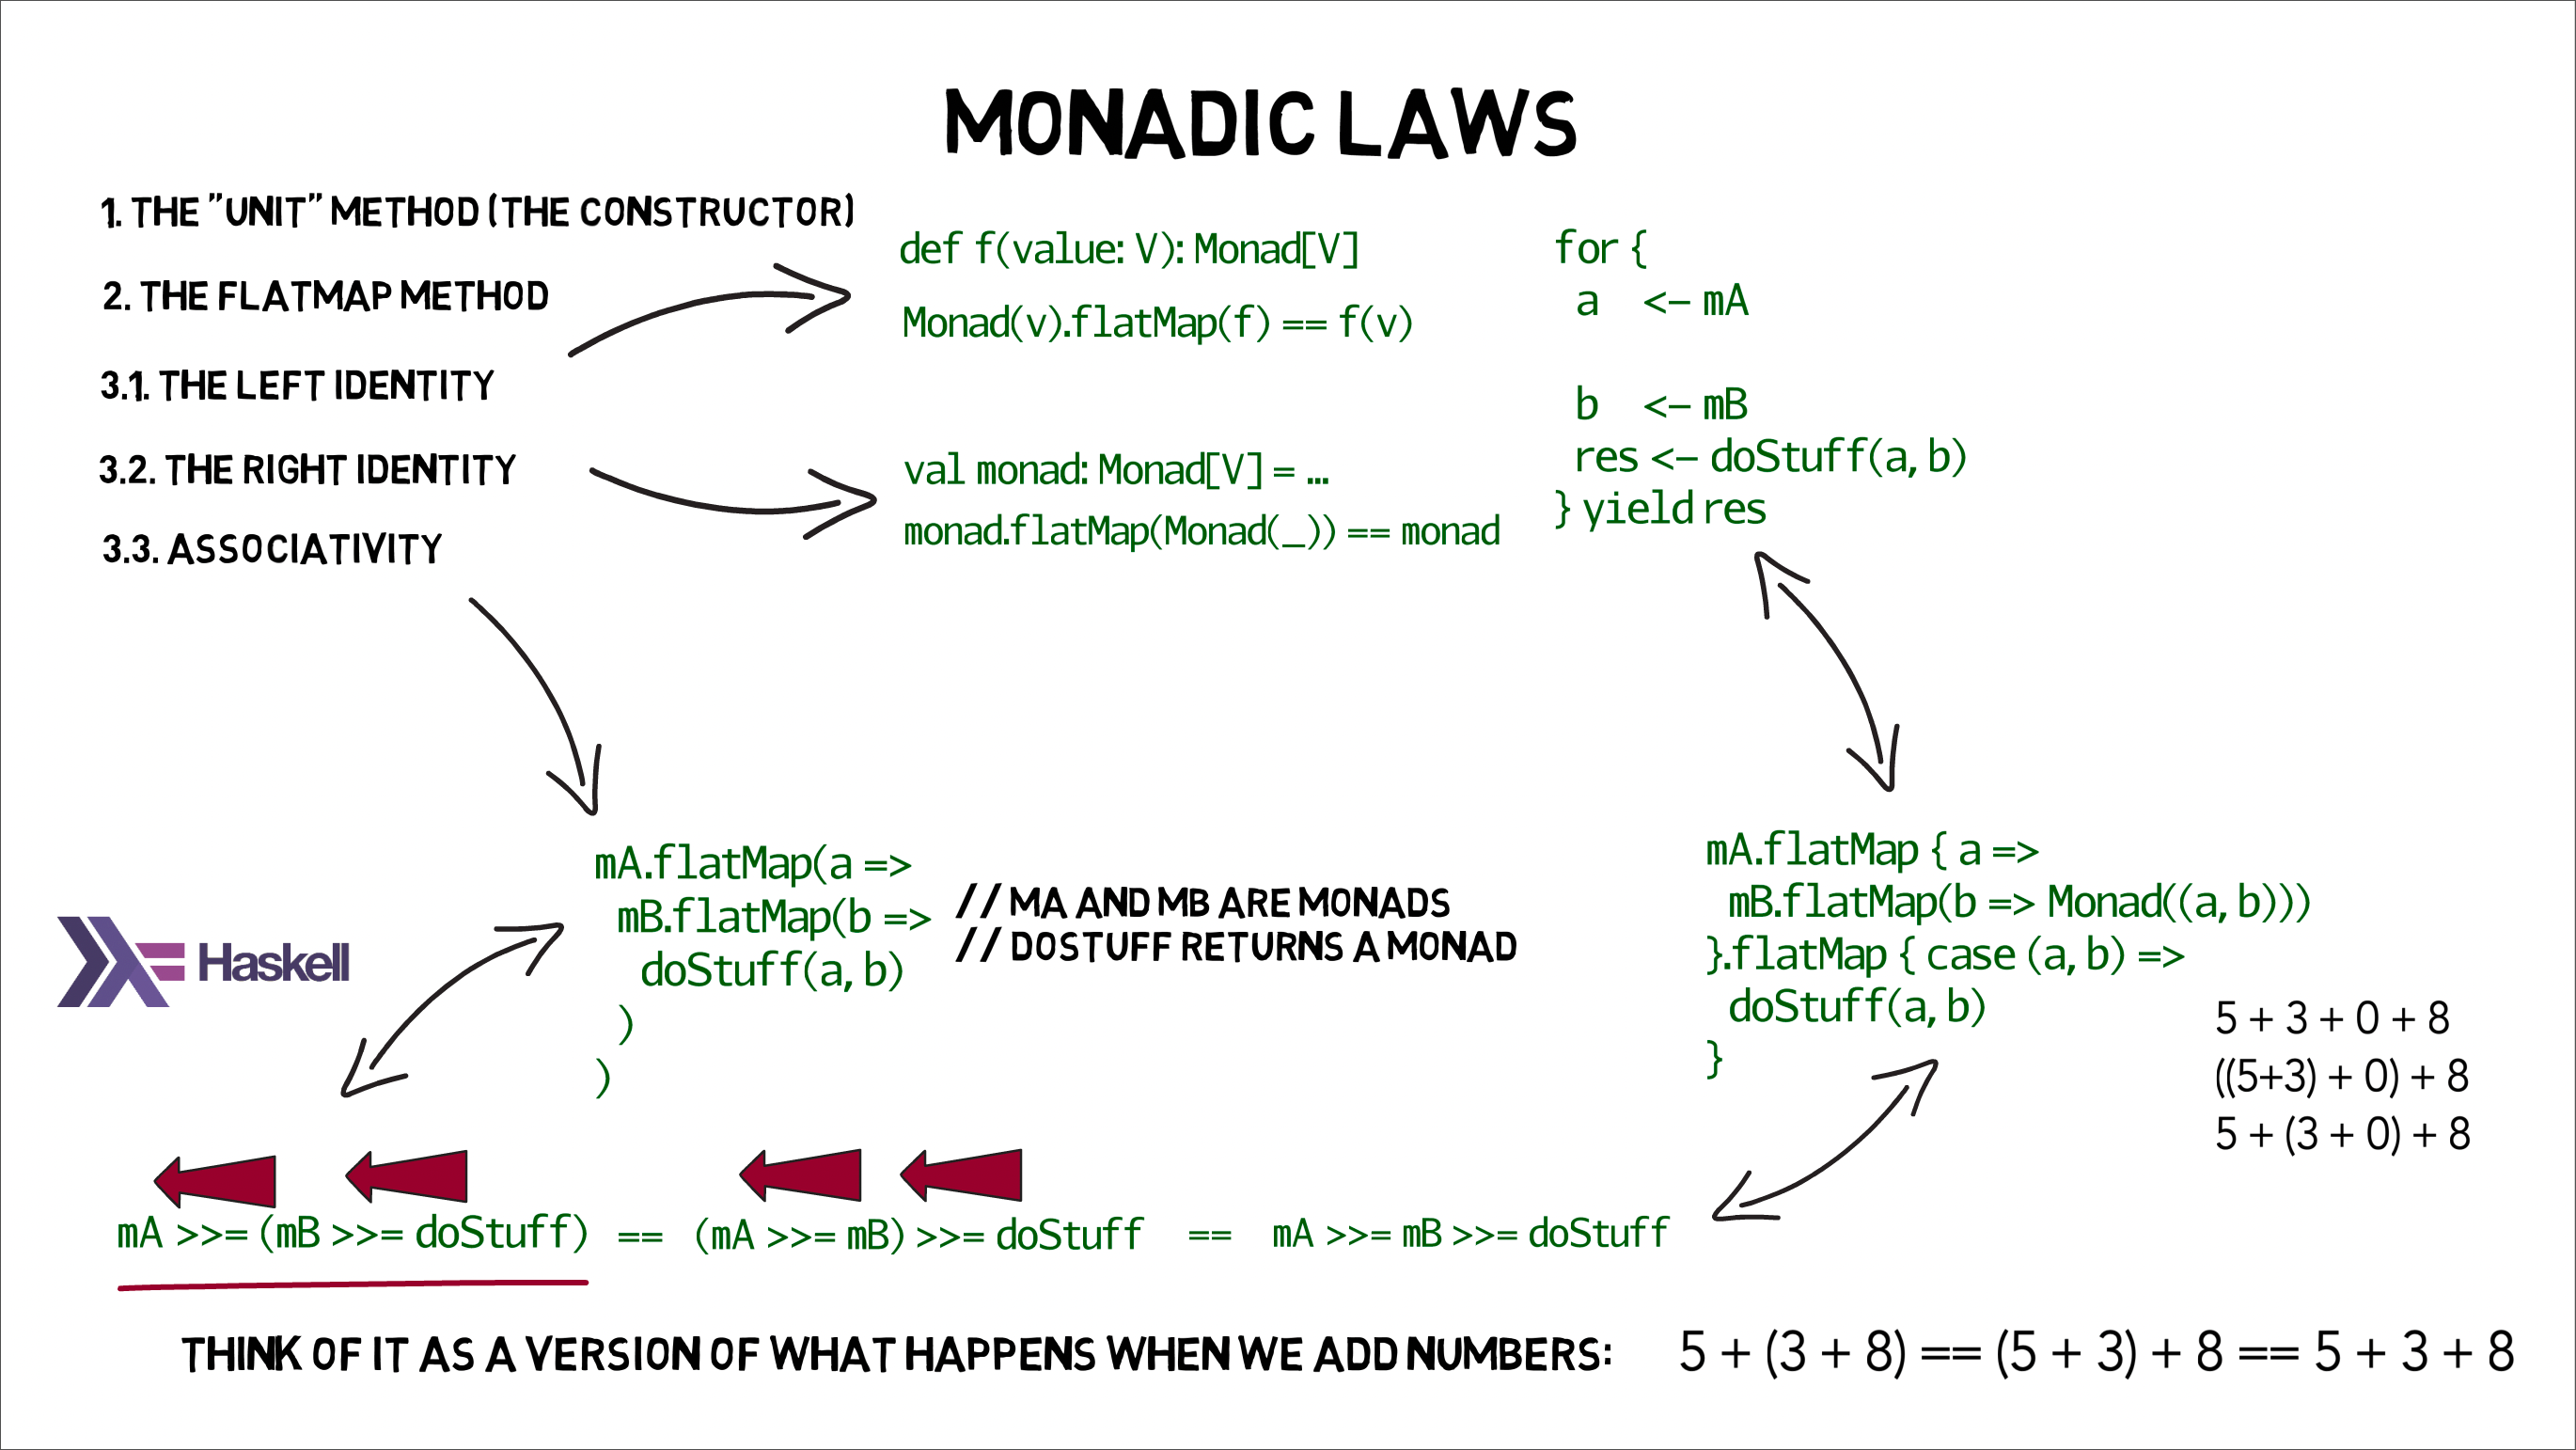 MONADIC LAWS
1. THE "UNIT" METHOD (THE CONSTRUCTOR)
2. THE FLATMAP METHOD
3.1. THE LEFT IDENTITY
3.2. THE RIGHT IDENTITY
3.3. ASSOCIATIVITY
def f(value: V): Monad[V]
Monad(v).flatMap(f) == f(v)
val monad: Monad[V] = ...
monad.flatMap(Monad(_)) == monad
for {
a <- mA
b <- mB
res <- doStuff(a, b)
} yield res
mA.flatMap(a =>
mB.flatMap(b =>
doStuff(a, b)
)
)
// MA AND MB ARE MONADS
// DOSTUFF RETURNS A MONAD
mA.flatMap { a =>
mB.flatMap(b => Monad((a, b)))
}.flatMap { case (a, b) =>
doStuff(a, b)
}
5 + 3 + 0 + 8
((5+3) + 0) + 8
5 + (3 + 0) + 8
Haskell
mA >>= (mB >>= doStuff) == (mA >>= mB) >>= doStuff == mA >>= mB >>= doStuff
THINK OF IT AS A VERSION OF WHAT HAPPENS WHEN WE ADD NUMBERS: 5 + (3 + 8) == (5 + 3) + 8 == 5 + 3 + 8